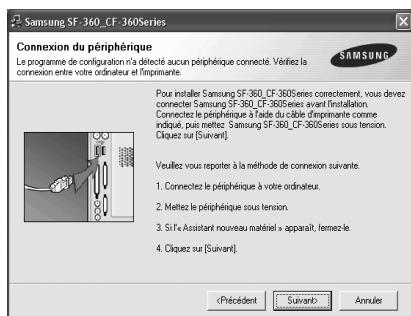 Samsung SF-360_CF-360Series
Connexion du périphérique
Le programme de configuration n'a détecté aucun périphérique connecté. Vérifiez la
connexion entre votre ordinateur et l'imprimante.
SAMSUNG
Pour installer Samsung SF-360_CF-360Series correctement, vous devez
connecter Samsung SF-360_CF-360Series avant l'installation.
Connectez le périphérique à l'aide du câble d'imprimante comme
indiqué, puis mettez Samsung SF-360_CF-360Series sous tension.
Cliquez sur [Suivant].
Veuillez vous reporter à la méthode de connexion suivante.
1. Connectez le périphérique à votre ordinateur.
2. Mettez le périphérique sous tension.
3. Si l'« Assistant nouveau matériel » apparaît, fermez-le.
4. Cliquez sur [Suivant].
<Précédent
Suivant>
Annuler